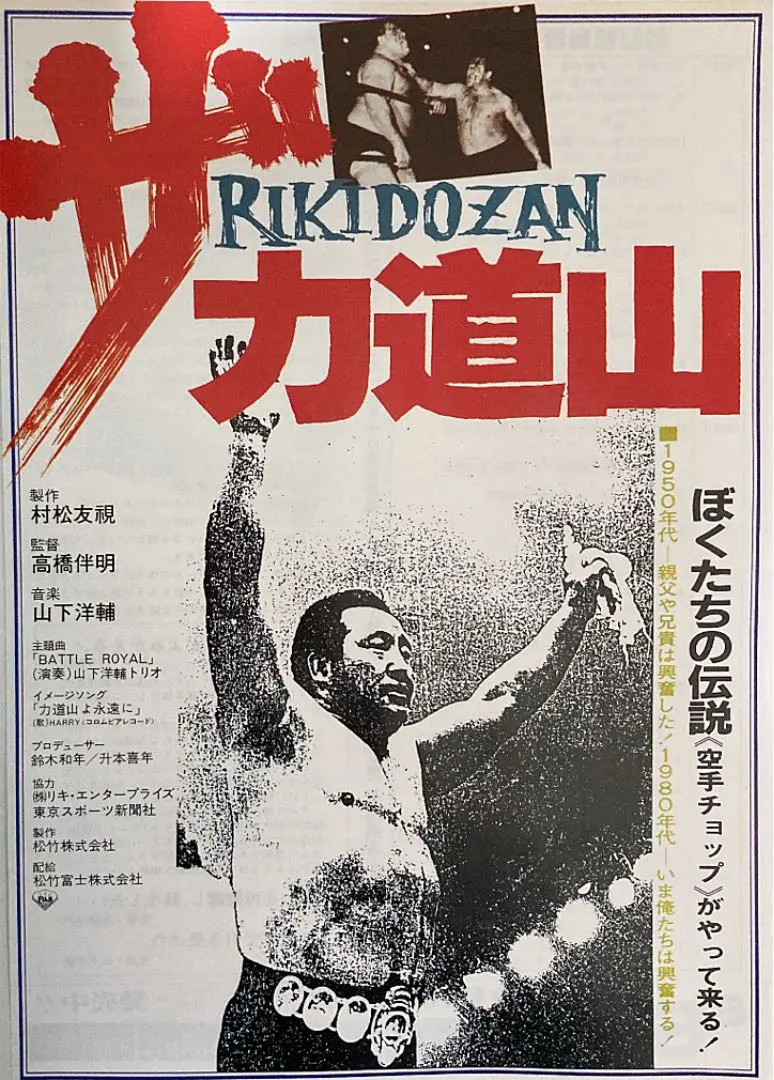 ザ
RIKIDOZAN
力道山
■1950年代—親父や兄貴は興奮した!1980年代—いま俺たちは興奮する!
ぼくたちの伝説《空手チョップ》がやって来る!
製作
村松友視
監督
高橋伴明
音楽
山下洋輔
主題曲
「BATTLE ROYAL」
(演奏)山下洋輔トリオ
イメージソング
「力道山よ永遠に」
(歌)HARRY(コロムビアレコード)
プロデューサー
鈴木和年／升本喜年
協力
㈱リキ・エンタープライズ
東京スポーツ新聞社
製作
松竹株式会社
配給
松竹富士株式会社